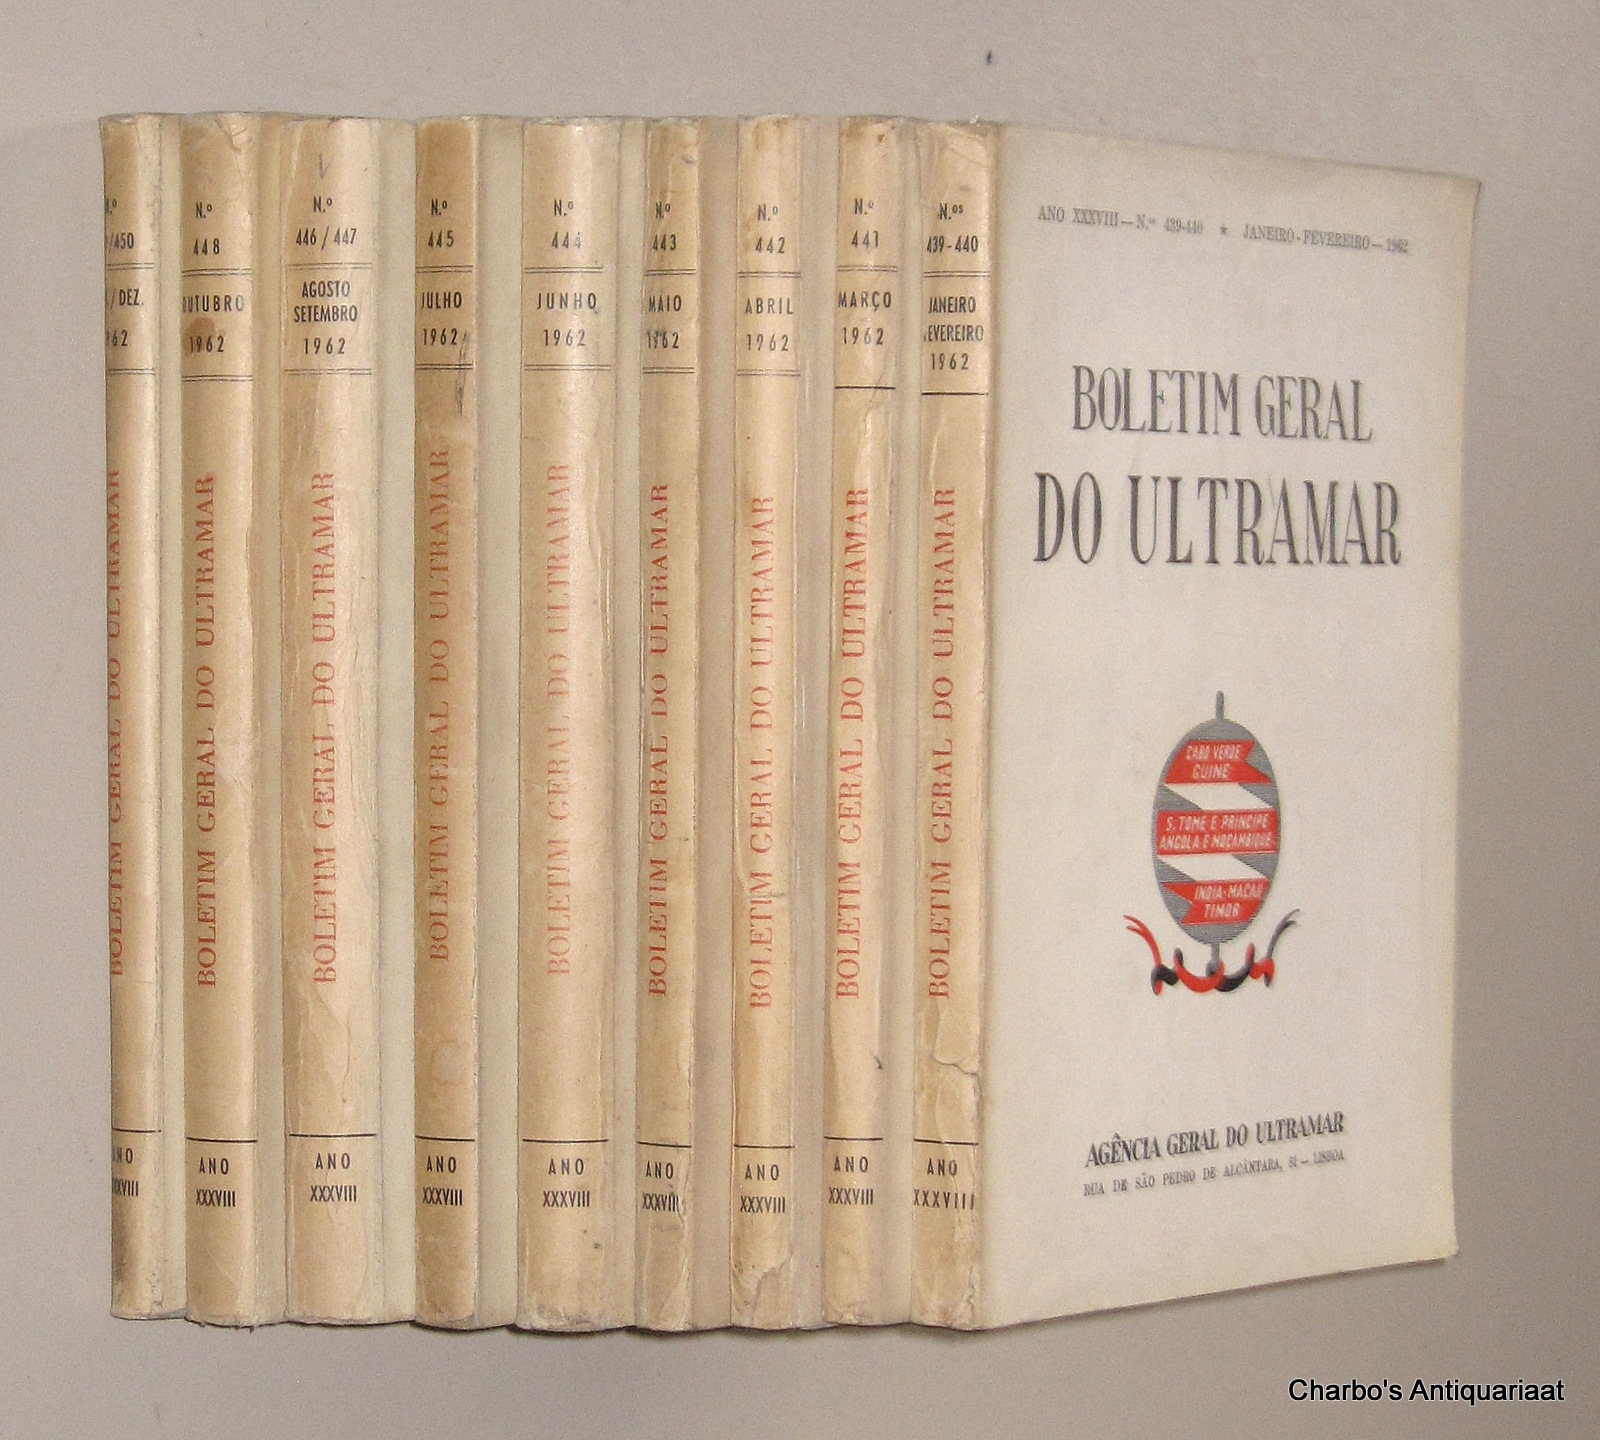 /450
/ DEZ.
BOLETIM GERAL DO ULTRAMAR
ANO
XXXVIII
N.º
448
OUTUBRO
1962
BOLETIM GERAL DO ULTRAMAR
ANO
XXXVIII
N.º
446 / 447
AGOSTO
SETEMBRO
1962
BOLETIM GERAL DO ULTRAMAR
ANO
XXXVIII
N.º
445
JULHO
1962
BOLETIM GERAL DO ULTRAMAR
ANO
XXXVIII
N.º
444
JUNHO
1962
BOLETIM GERAL DO ULTRAMAR
ANO
XXXVIII
N.º
443
MAIO
1962
BOLETIM GERAL DO ULTRAMAR
ANO
XXXVIII
N.º
442
ABRIL
1962
BOLETIM GERAL DO ULTRAMAR
ANO
XXXVIII
N.º
441
MARÇO
1962
BOLETIM GERAL DO ULTRAMAR
ANO
XXXVIII
N.ºs
439-440
JANEIRO
FEVEREIRO
1962
BOLETIM GERAL DO ULTRAMAR
ANO
XXXVIII
ANO XXXVIII — N.ºs 439-440 ★ JANEIRO-FEVEREIRO — 1962
BOLETIM GERAL
DO ULTRAMAR
CABO VERDE
GUINÉ
S. TOMÉ E PRINCIPE
ANGOLA E MOÇAMBIQUE
INDIA-MACAU
TIMOR
AGÊNCIA GERAL DO ULTRAMAR
RUA DE SÃO PEDRO DE ALCÂNTARA, 81 — LISBOA
Charbo's Antiquariaat